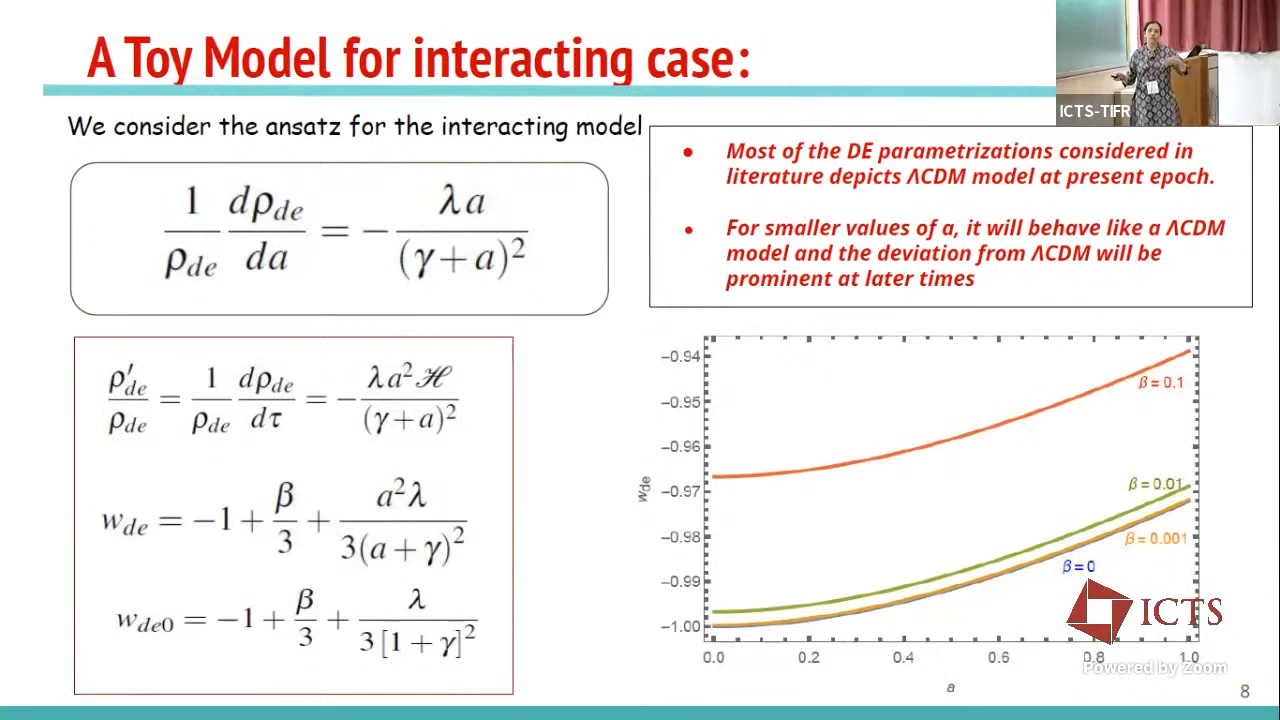 A Toy Model for interacting case:
ICTS-TIFR
We consider the ansatz for the interacting model
1/ρ_de dρ_de/da = − λa/(γ+a)²
● Most of the DE parametrizations considered in
literature depicts ΛCDM model at present epoch.
● For smaller values of a, it will behave like a ΛCDM
model and the deviation from ΛCDM will be
prominent at later times
ρ′_de/ρ_de = 1/ρ_de dρ_de/dτ = − λa²ℋ/(γ+a)²
w_de = −1 + β/3 + a²λ/3(a+γ)²
w_de0 = −1 + β/3 + λ/3[1+γ]²
−0.94
−0.95
−0.96
−0.97
−0.98
−0.99
−1.00
w_de
β=0.1
β=0.01
β=0.001
β=0
0.0 0.2 0.4 0.6 0.8 1.0
a
ICTS
Powered by Zoom
8